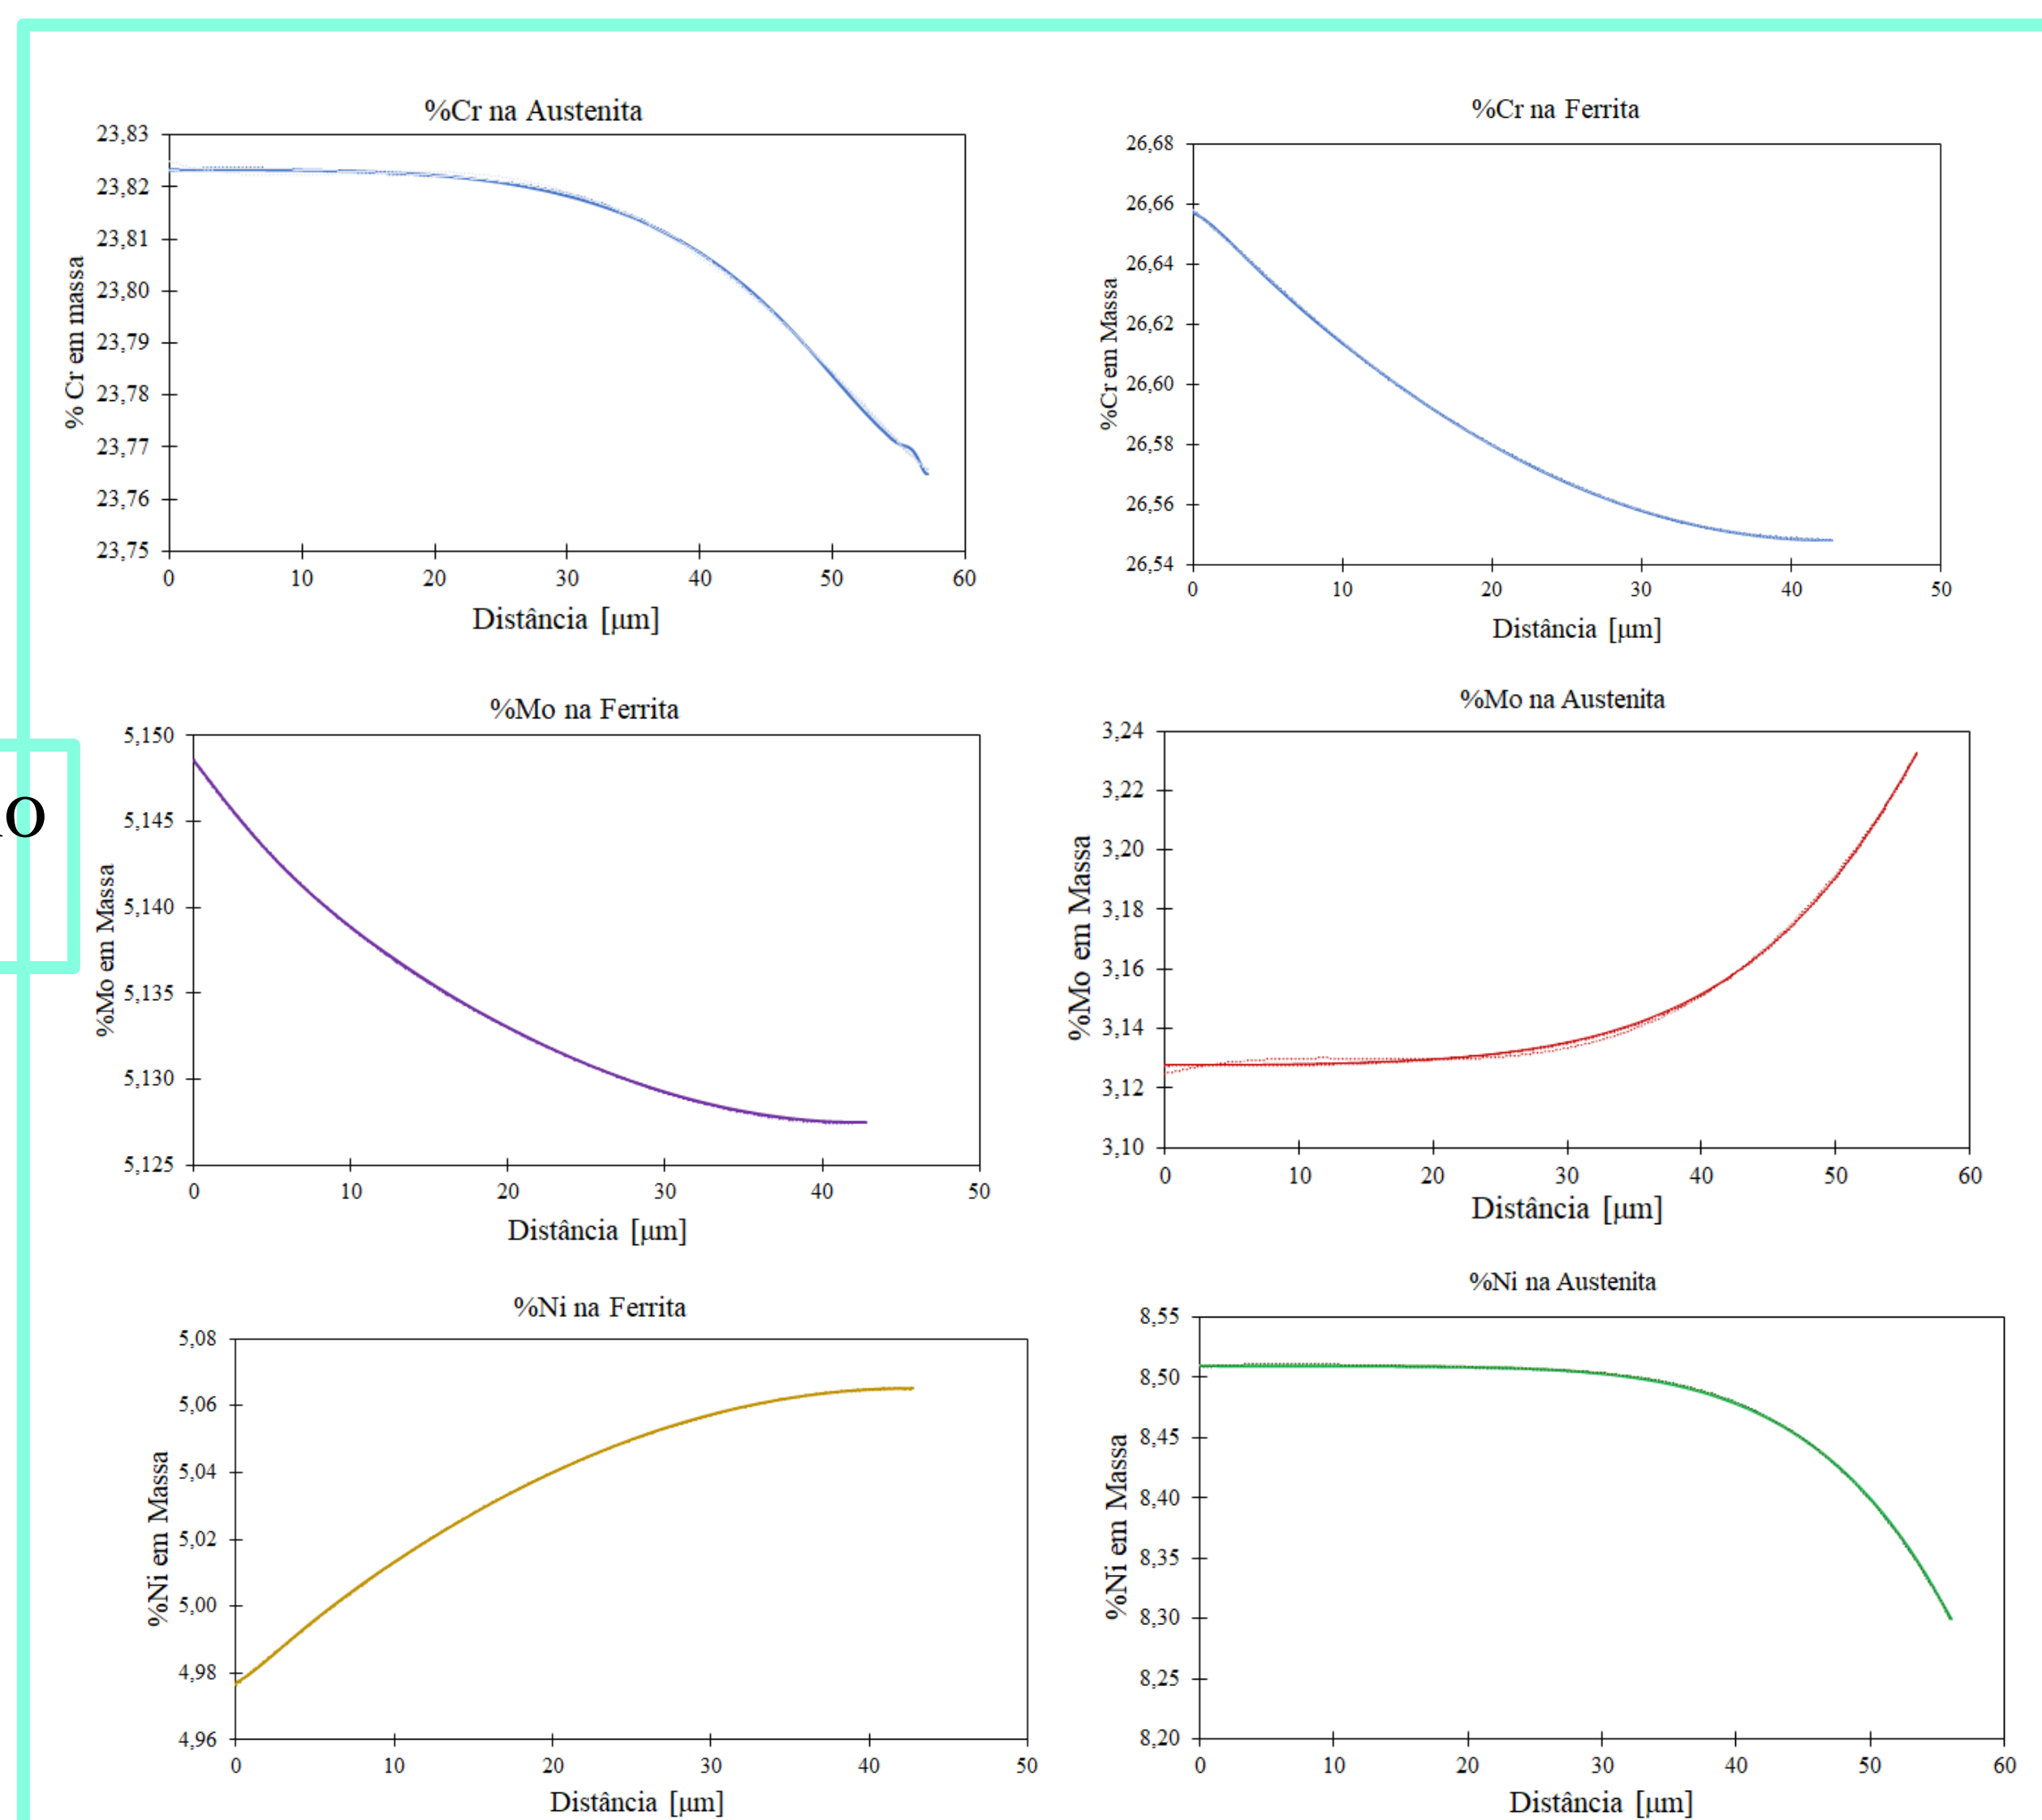 %Cr na Austenita
% Cr em massa
23,83
23,82
23,81
23,80
23,79
23,78
23,77
23,76
23,75
0 10 20 30 40 50 60
Distância [µm]
%Cr na Ferrita
%Cr em Massa
26,68
26,66
26,64
26,62
26,60
26,58
26,56
26,54
0 10 20 30 40 50
Distância [µm]
%Mo na Ferrita
%Mo em Massa
5,150
5,145
5,140
5,135
5,130
5,125
0 10 20 30 40 50
Distância [µm]
%Mo na Austenita
%Mo em Massa
3,24
3,22
3,20
3,18
3,16
3,14
3,12
3,10
0 10 20 30 40 50 60
Distância [µm]
%Ni na Ferrita
%Ni em Massa
5,08
5,06
5,04
5,02
5,00
4,98
4,96
0 10 20 30 40 50
Distância [µm]
%Ni na Austenita
%Ni em Massa
8,55
8,50
8,45
8,40
8,35
8,30
8,25
8,20
0 10 20 30 40 50 60
Distância [µm]